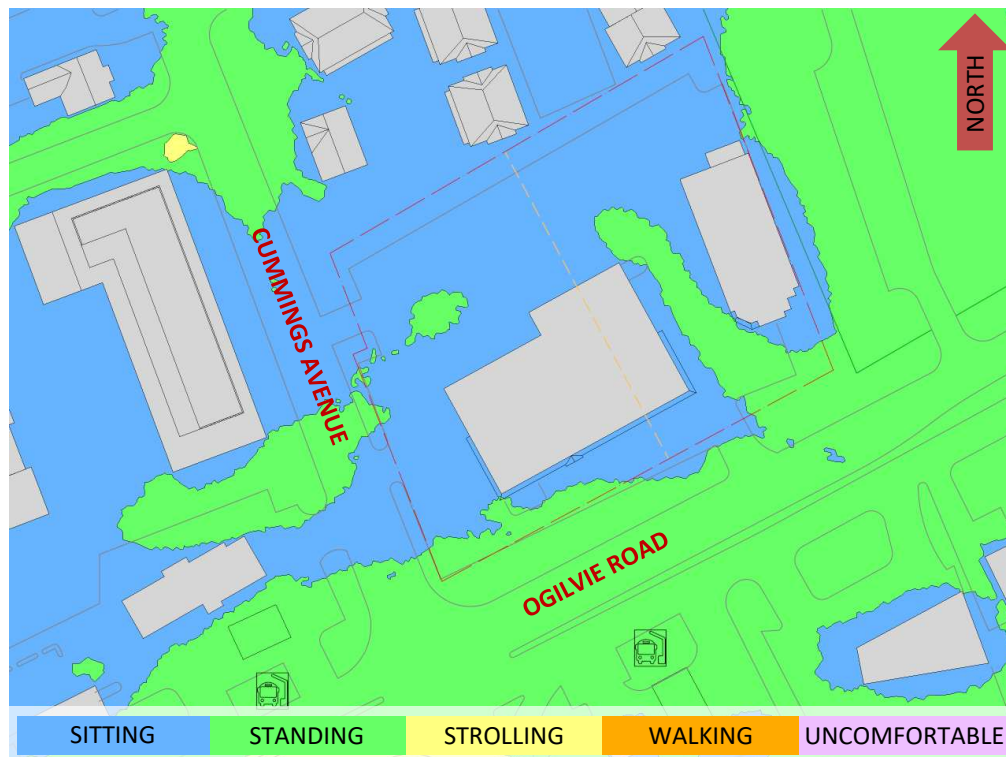 NORTH
CUMMINGS AVENUE
OGILVIE ROAD
SITTING
STANDING
STROLLING
WALKING
UNCOMFORTABLE